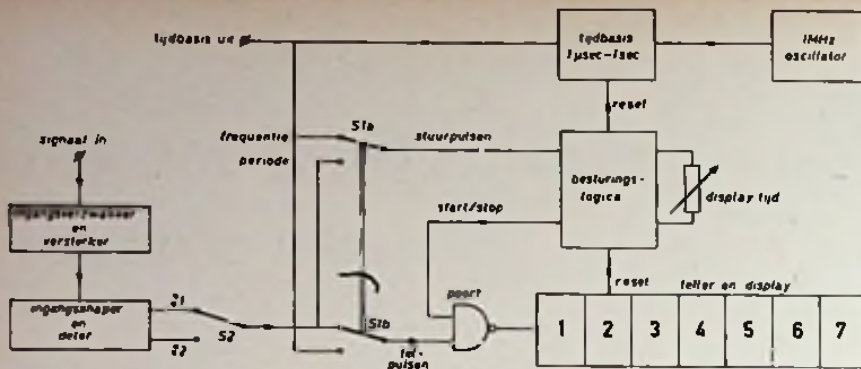 tijdbasis uit
tijdbasis
1µsec-1sec
1MHz
oscillator
reset
signaal in
frequentie
periode
S1a
stuurpulsen
besturings-
logica
display tijd
start/stop
en
versterker
ingangsshaper
en
deler
:1
:2
S2
S1b
tel-
pulsen
poort
reset
teller en display
1 2 3 4 5 6 7